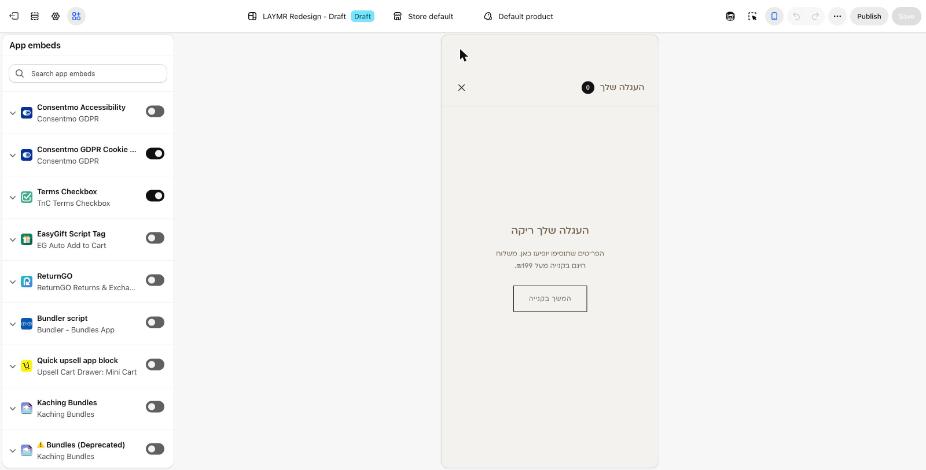 LAYMR Redesign - Draft Draft
Store default
Default product
Publish
Save
App embeds
Search app embeds
Consentmo Accessibility
Consentmo GDPR
Consentmo GDPR Cookie ...
Consentmo GDPR
Terms Checkbox
TnC Terms Checkbox
EasyGift Script Tag
EG Auto Add to Cart
ReturnGO
ReturnGO Returns & Excha...
Bundler script
Bundler - Bundles App
Quick upsell app block
Upsell Cart Drawer: Mini Cart
Kaching Bundles
Kaching Bundles
⚠️ Bundles (Deprecated)
Kaching Bundles
העגלה שלך 0
העגלה שלך ריקה
הפריטים שתוסיפו יופיעו כאן. משלוח
חינם בקנייה מעל 199₪.
המשך בקנייה